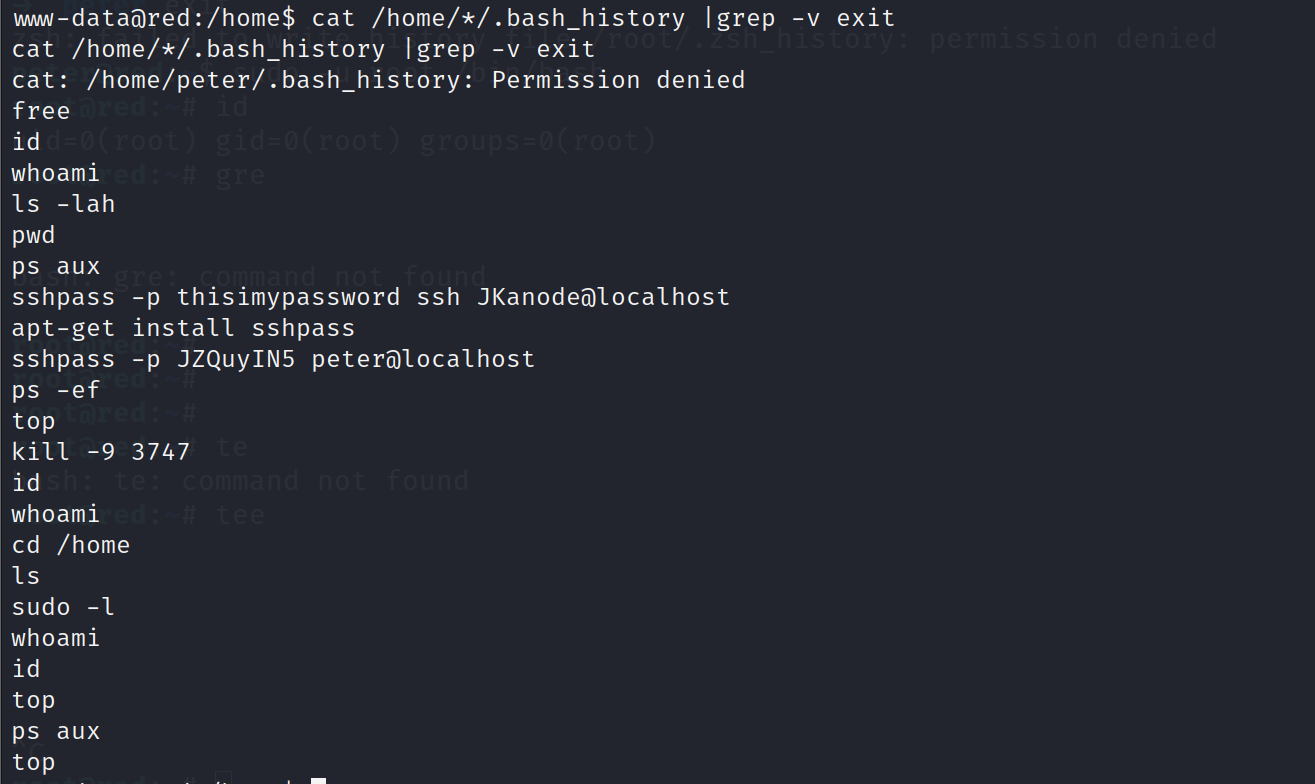 www-data@red:/home$ cat /home/*/.bash_history |grep -v exit
cat /home/*/.bash_history |grep -v exit
cat: /home/peter/.bash_history: Permission denied
free
id
whoami
ls -lah
pwd
ps aux
sshpass -p thisimypassword ssh JKanode@localhost
apt-get install sshpass
sshpass -p JZQuyIN5 peter@localhost
ps -ef
top
kill -9 3747
id
whoami
cd /home
ls
sudo -l
whoami
id
top
ps aux
top